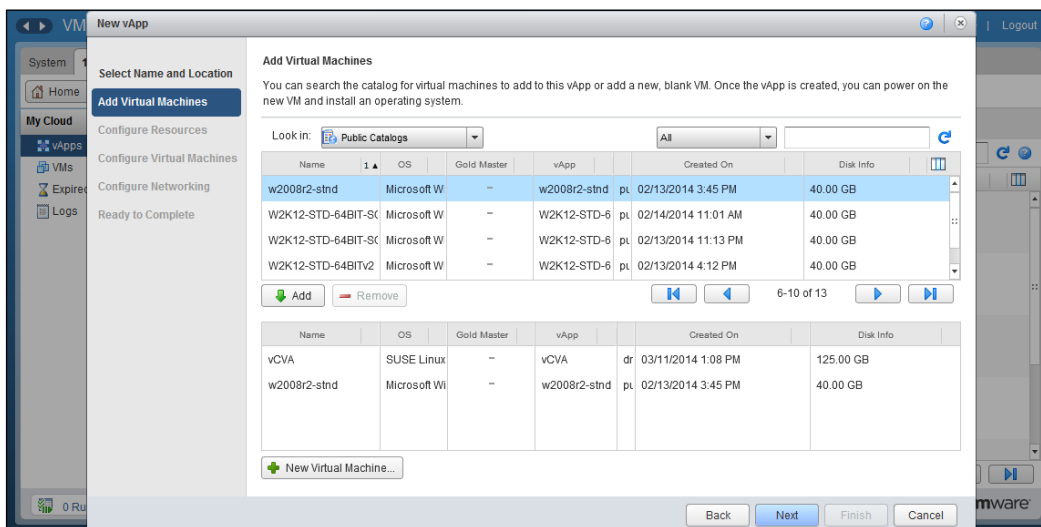 VM New vApp | Logout
System 1
Home
My Cloud
vApps
VMs
Expired
Logs
0 Ru
Select Name and Location
Add Virtual Machines
Configure Resources
Configure Virtual Machines
Configure Networking
Ready to Complete
Add Virtual Machines
You can search the catalog for virtual machines to add to this vApp or add a new, blank VM. Once the vApp is created, you can power on the
new VM and install an operating system.
Look in: Public Catalogs All
Name 1 OS Gold Master vApp Created On Disk Info
w2008r2-stnd Microsoft W – w2008r2-stnd pu 02/13/2014 3:45 PM 40.00 GB
W2K12-STD-64BIT-SC Microsoft W – W2K12-STD-6 pu 02/14/2014 11:01 AM 40.00 GB
W2K12-STD-64BIT-SC Microsoft W – W2K12-STD-6 pu 02/13/2014 11:13 PM 40.00 GB
W2K12-STD-64BITv2 Microsoft W – W2K12-STD-6 pu 02/13/2014 4:12 PM 40.00 GB
Add Remove 6-10 of 13
Name OS Gold Master vApp Created On Disk Info
vCVA SUSE Linux – vCVA dr 03/11/2014 1:08 PM 125.00 GB
w2008r2-stnd Microsoft Wi – w2008r2-stnd pu 02/13/2014 3:45 PM 40.00 GB
New Virtual Machine...
Back Next Finish Cancel
mware